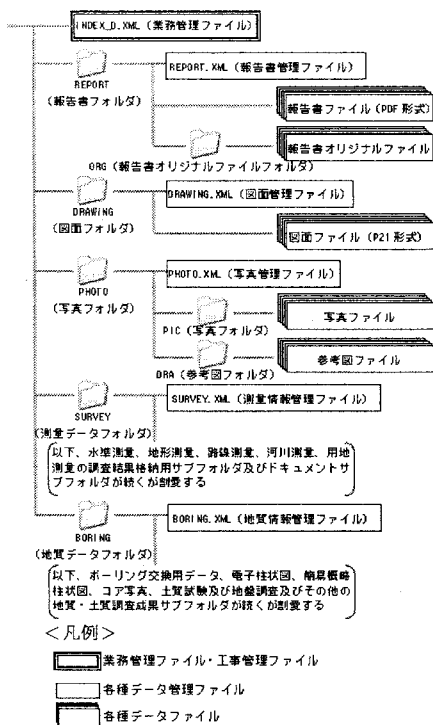 INDEX_D.XML (業務管理ファイル)
REPORT
(報告書フォルダ)
REPORT.XML (報告書管理ファイル)
報告書ファイル(PDF形式)
報告書オリジナルファイル
ORG (報告書オリジナルファイルフォルダ)
DRAWING
(図面フォルダ)
DRAWING.XML (図面管理ファイル)
図面ファイル(P21形式)
PHOTO
(写真フォルダ)
PHOTO.XML (写真管理ファイル)
写真ファイル
PIC (写真フォルダ)
参考図ファイル
DRA (参考図フォルダ)
SURVEY
(測量データフォルダ)
SURVEY.XML (測量情報管理ファイル)
以下、水準測量、地形測量、路線測量、河川測量、用地
測量の調査結果格納用サブフォルダ及びドキュメントサ
ブフォルダが続くが割愛する
BORING
(地質データフォルダ)
BORING.XML (地質情報管理ファイル)
以下、ボーリング交換用データ、電子柱状図、簡易概略
柱状図、コア写真、土質試験及び地盤調査及びその他の
地質・土質調査成果サブフォルダが続くが割愛する
<凡例>
業務管理ファイル・工事管理ファイル
各種データ管理ファイル
各種データファイル